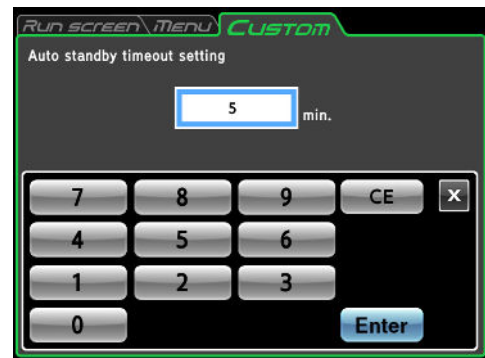 Run screen Menu Custom
Auto standby timeout setting
5 min.
7 8 9 CE X
4 5 6
1 2 3
0 Enter